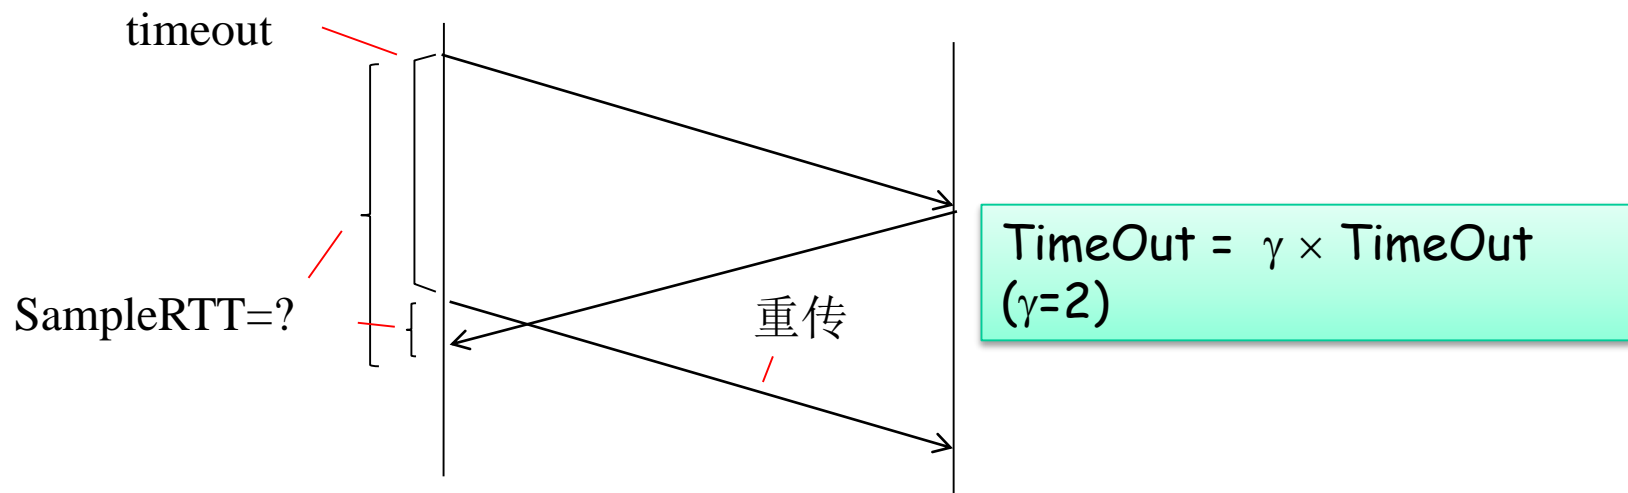 timeout
SampleRTT=?
重传
TimeOut = γ × TimeOut
(γ=2)